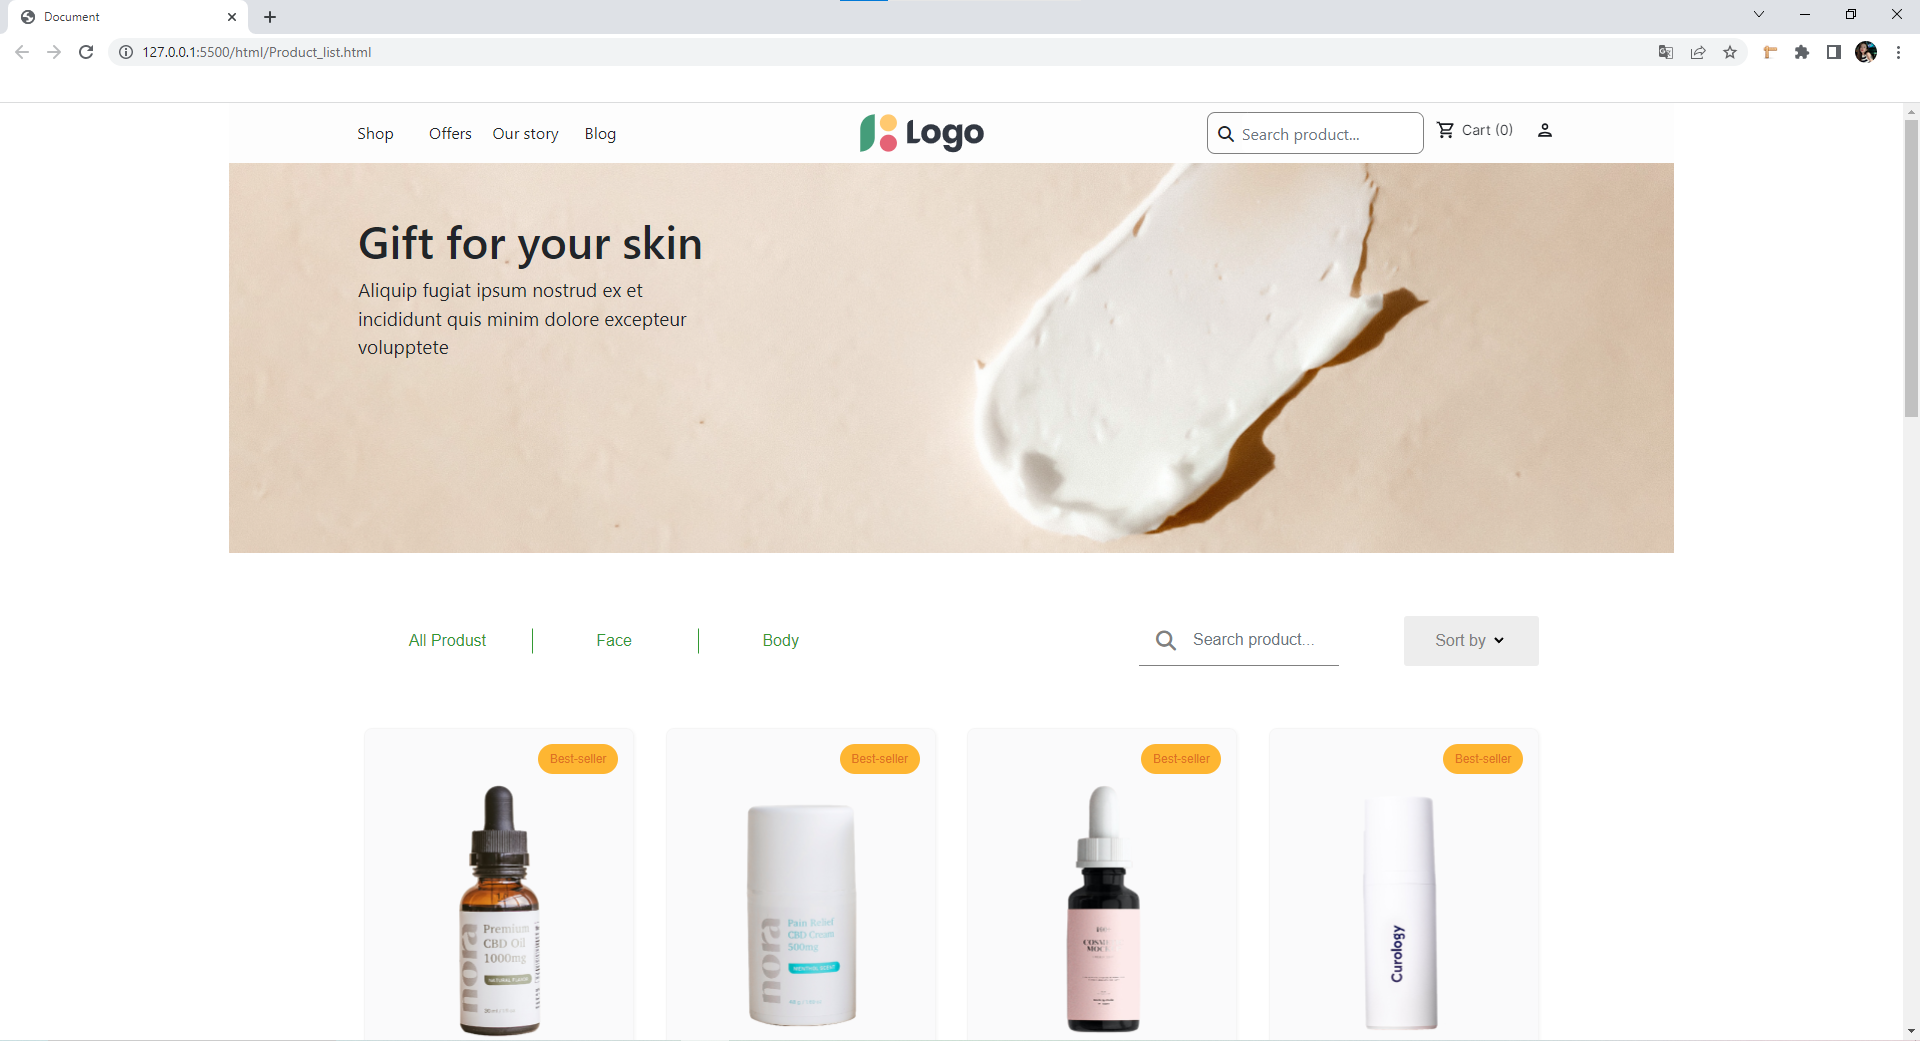 Document
127.0.0.1:5500/html/Product_list.html
Shop Offers Our story Blog
Logo
Search product...
Cart (0)
Gift for your skin
Aliquip fugiat ipsum nostrud ex et
incididunt quis minim dolore excepteur
volupptete
All Produst
Face
Body
Search product...
Sort by
Best-seller
Best-seller
Best-seller
Best-seller
nora
Premium
CBD Oil
1000mg
nora
Pain Relief
CBD Cream
500mg
MENTHOL SCENT
Curology